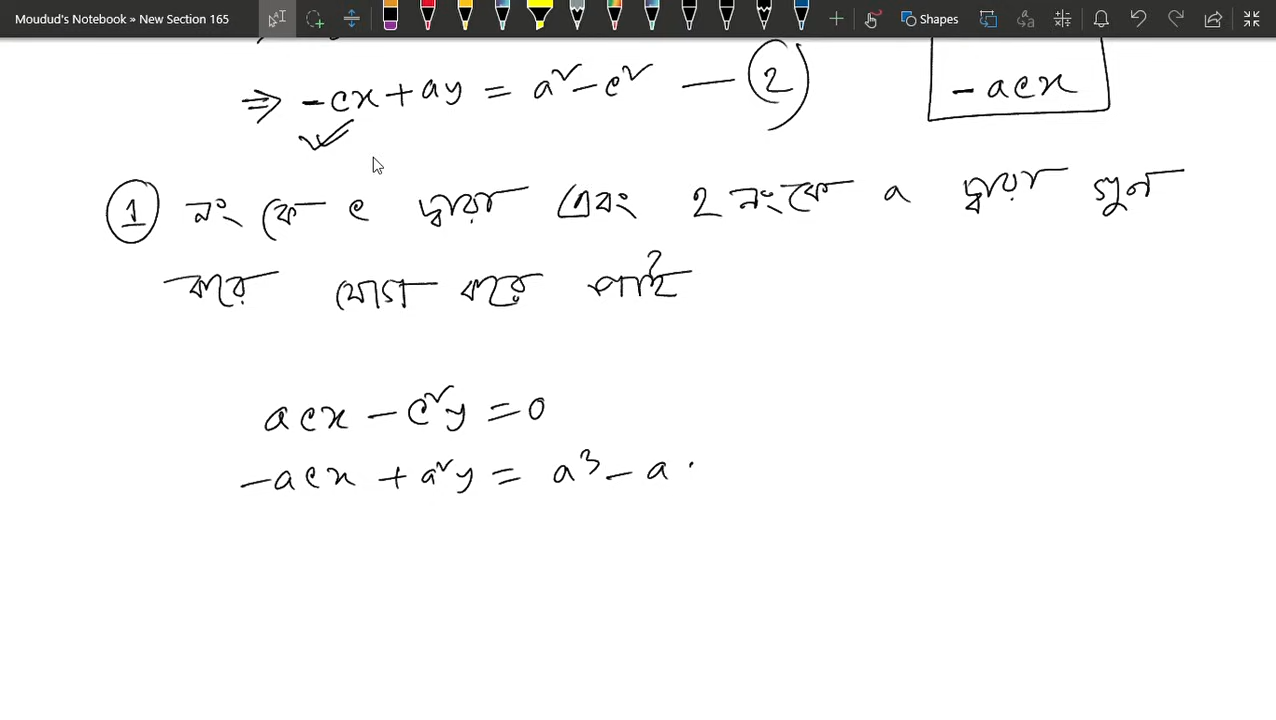 Moudud's Notebook » New Section 165
Shapes
⇒ -cx + ay = a² - c² — (2)
-acx
① নং কে c দ্বারা এবং 2 নংকে a দ্বারা গুন
করে যোগ করে পাই
acx - c²y = 0
-acx + a²y = a³ - a